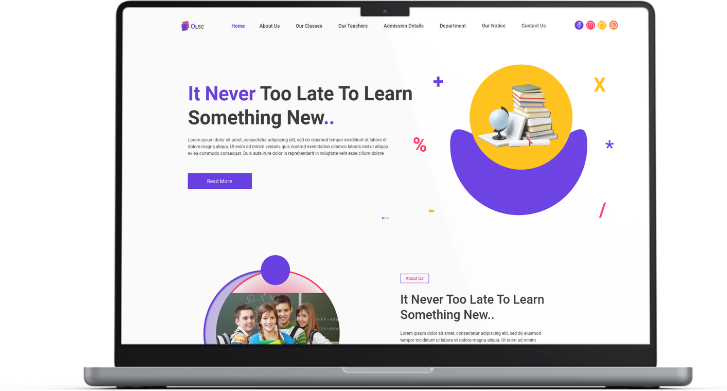 OLSC
Home About Us Our Classes Our Teachers Admission Details Department Our Notice Contact Us
It Never Too Late To Learn
Something New..
Lorem ipsum dolor sit amet, consectetur adipiscing elit, sed do eiusmod tempor incididunt ut labore et
dolore magna aliqua. Ut enim ad minim veniam, quis nostrud exercitation ullamco laboris nisi ut aliquip
ex ea commodo consequat. Duis aute irure dolor in reprehenderit in voluptate velit esse cillum dolore
Read More
+
X
%
*
-
/
About Us
It Never Too Late To Learn
Something New..
Lorem ipsum dolor sit amet, consectetur adipiscing elit, sed do eiusmod
tempor incididunt ut labore et dolore magna aliqua. Ut enim ad minim